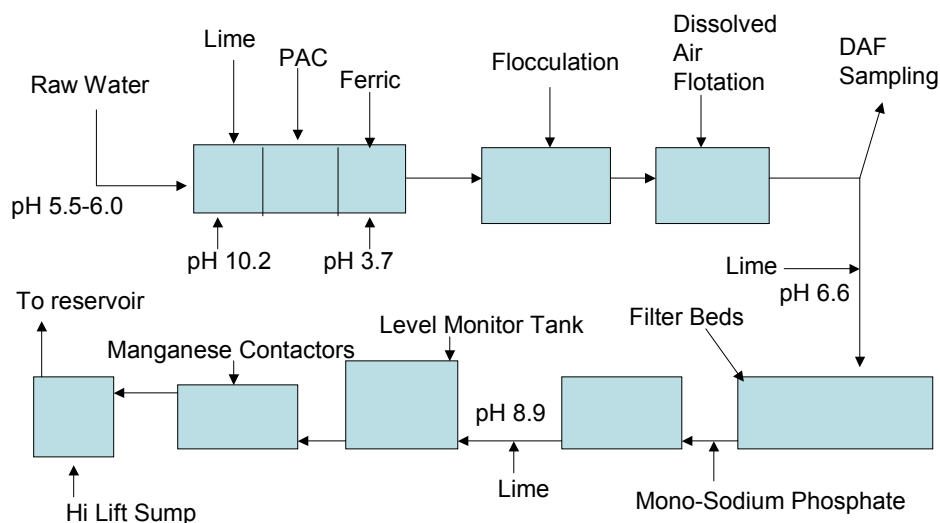 Lime
PAC
Ferric
Raw Water
Flocculation
Dissolved
Air
Flotation
DAF
Sampling
pH 5.5-6.0
pH 10.2
pH 3.7
Lime
pH 6.6
To reservoir
Manganese Contactors
Level Monitor Tank
Filter Beds
pH 8.9
Lime
Mono-Sodium Phosphate
Hi Lift Sump